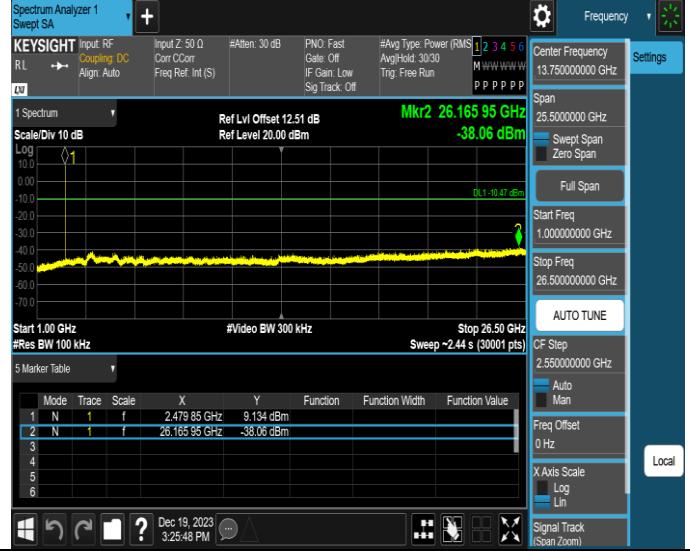 Spectrum Analyzer 1
Swept SA
+
Frequency
KEYSIGHT
RL
LXI
Input: RF
Coupling: DC
Align: Auto
Input Z: 50 Ω
Corr CCorr
Freq Ref: Int (S)
#Atten: 30 dB
PNO: Fast
Gate: Off
IF Gain: Low
Sig Track: Off
#Avg Type: Power (RMS
Avg|Hold: 30/30
Trig: Free Run
1 2 3 4 5 6
M W W W W W
P P P P P P
1 Spectrum
Scale/Div 10 dB
Ref Lvl Offset 12.51 dB
Ref Level 20.00 dBm
Mkr2 26.165 95 GHz
-38.06 dBm
Log
10.0
0.00
-10.0
-20.0
-30.0
-40.0
-50.0
-60.0
-70.0
1
DL1 -10.47 dBm
2
Start 1.00 GHz
#Video BW 300 kHz
Stop 26.50 GHz
#Res BW 100 kHz
Sweep ~2.44 s (30001 pts)
5 Marker Table
Mode Trace Scale X Y Function Function Width Function Value
1 N 1 f 2.479 85 GHz 9.134 dBm
2 N 1 f 26.165 95 GHz -38.06 dBm
3
4
5
6
?
Dec 19, 2023
3:25:48 PM
Center Frequency
13.750000000 GHz
Settings
Span
25.5000000 GHz
Swept Span
Zero Span
Full Span
Start Freq
1.000000000 GHz
Stop Freq
26.500000000 GHz
AUTO TUNE
CF Step
2.550000000 GHz
Auto
Man
Freq Offset
0 Hz
Local
X Axis Scale
Log
Lin
Signal Track
(Span Zoom)